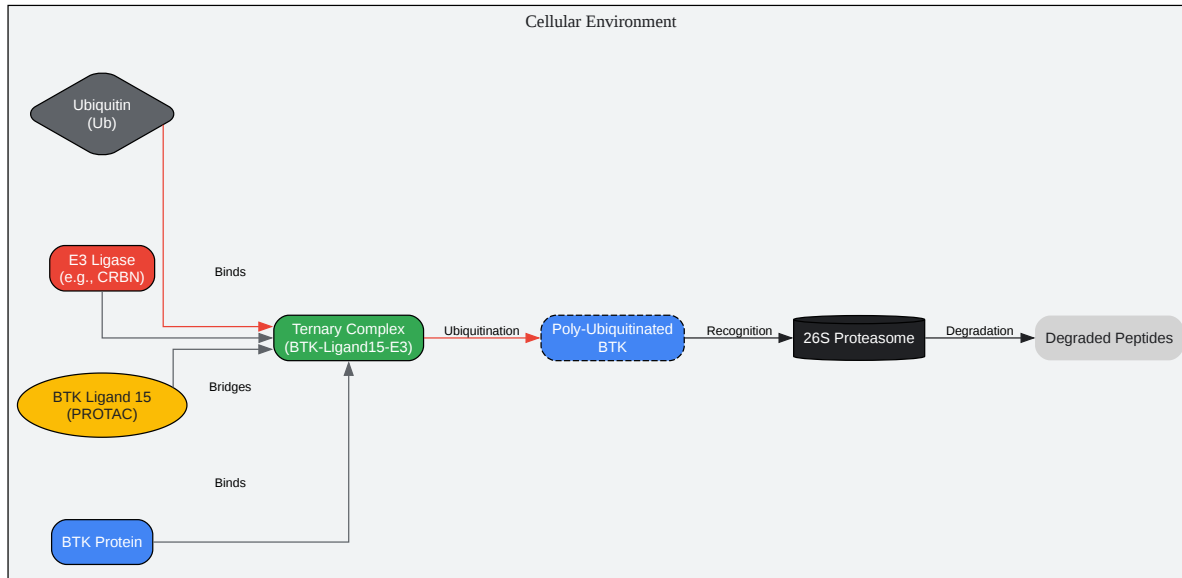 Cellular Environment
Ubiquitin
(Ub)
E3 Ligase
(e.g., CRBN)
Binds
Ternary Complex
(BTK-Ligand15-E3)
Ubiquitination
Poly-Ubiquitinated
BTK
Recognition
26S Proteasome
Degradation
Degraded Peptides
Bridges
BTK Ligand 15
(PROTAC)
Binds
BTK Protein